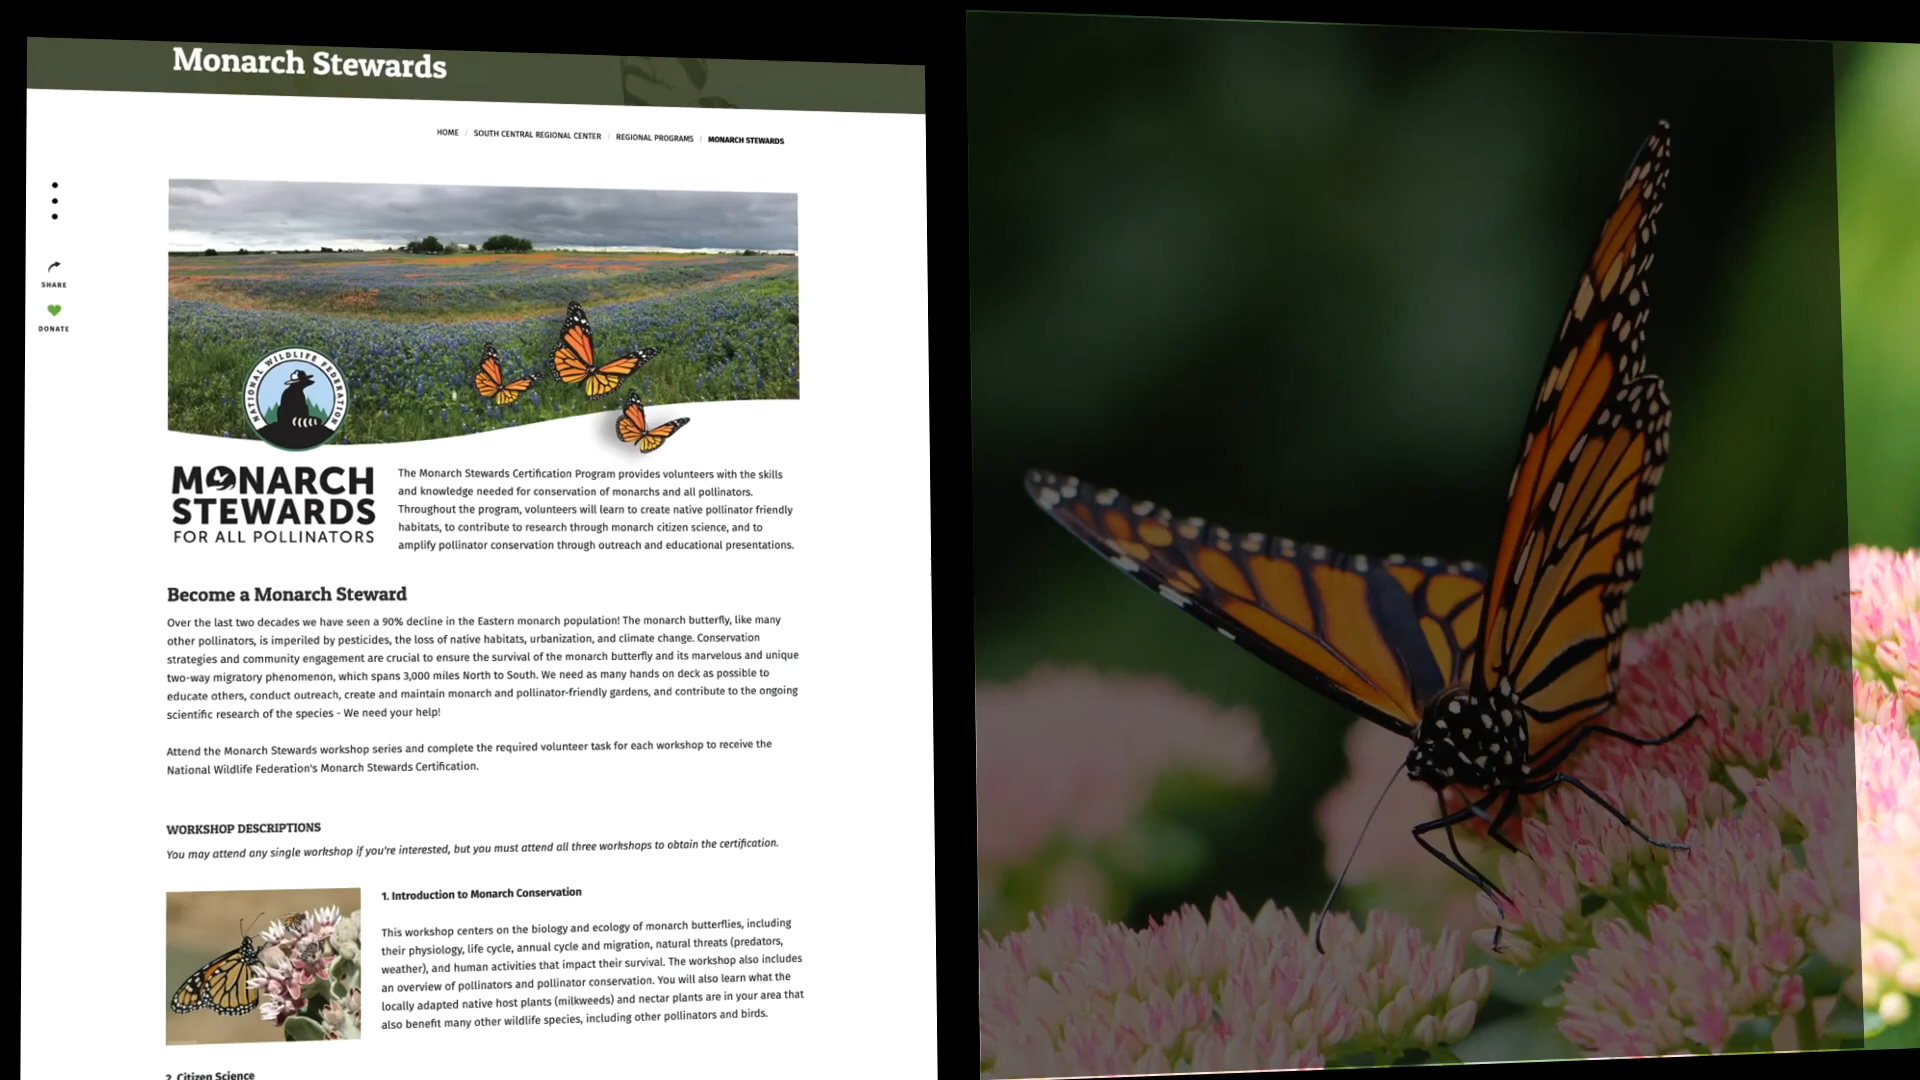 Monarch Stewards
HOME / SOUTH CENTRAL REGIONAL CENTER / REGIONAL PROGRAMS / MONARCH STEWARDS
SHARE
DONATE
NATIONAL WILDLIFE FEDERATION
MONARCH
STEWARDS
FOR ALL POLLINATORS
The Monarch Stewards Certification Program provides volunteers with the skills
and knowledge needed for conservation of monarchs and all pollinators.
Throughout the program, volunteers will learn to create native pollinator friendly
habitats, to contribute to research through monarch citizen science, and to
amplify pollinator conservation through outreach and educational presentations.
Become a Monarch Steward
Over the last two decades we have seen a 90% decline in the Eastern monarch population! The monarch butterfly, like many
other pollinators, is imperiled by pesticides, the loss of native habitats, urbanization, and climate change. Conservation
strategies and community engagement are crucial to ensure the survival of the monarch butterfly and its marvelous and unique
two-way migratory phenomenon, which spans 3,000 miles North to South. We need as many hands on deck as possible to
educate others, conduct outreach, create and maintain monarch and pollinator-friendly gardens, and contribute to the ongoing
scientific research of the species - We need your help!
Attend the Monarch Stewards workshop series and complete the required volunteer task for each workshop to receive the
National Wildlife Federation's Monarch Stewards Certification.
WORKSHOP DESCRIPTIONS
You may attend any single workshop if you're interested, but you must attend all three workshops to obtain the certification.
1. Introduction to Monarch Conservation
This workshop centers on the biology and ecology of monarch butterflies, including
their physiology, life cycle, annual cycle and migration, natural threats (predators,
weather), and human activities that impact their survival. The workshop also includes
an overview of pollinators and pollinator conservation. You will also learn what the
locally adapted native host plants (milkweeds) and nectar plants are in your area that
also benefit many other wildlife species, including other pollinators and birds.
2. Citizen Science